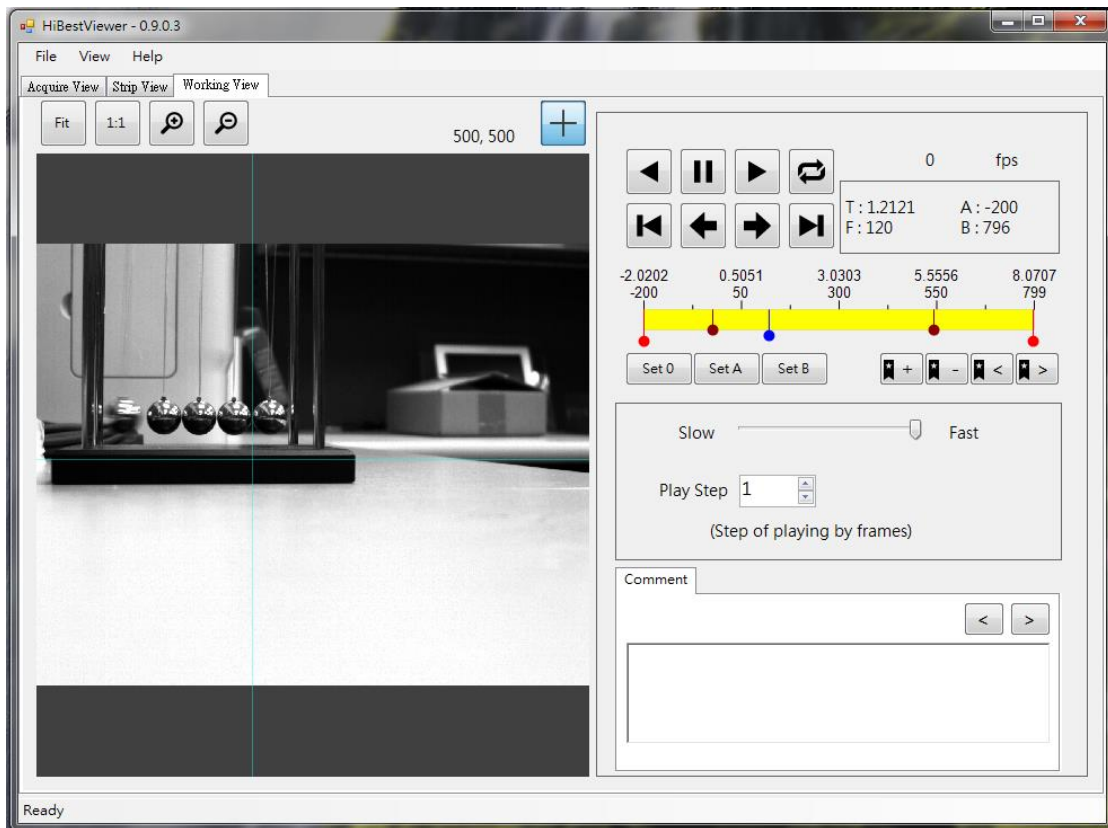 HiBestViewer - 0.9.0.3
File View Help
Acquire View Strip View Working View
Fit 1:1 500, 500
0 fps
T : 1.2121 A : -200
F : 120 B : 796
-2.0202 0.5051 3.0303 5.5556 8.0707
-200 50 300 550 799
Set 0 Set A Set B + - < >
Slow Fast
Play Step 1
(Step of playing by frames)
Comment
< >
Ready